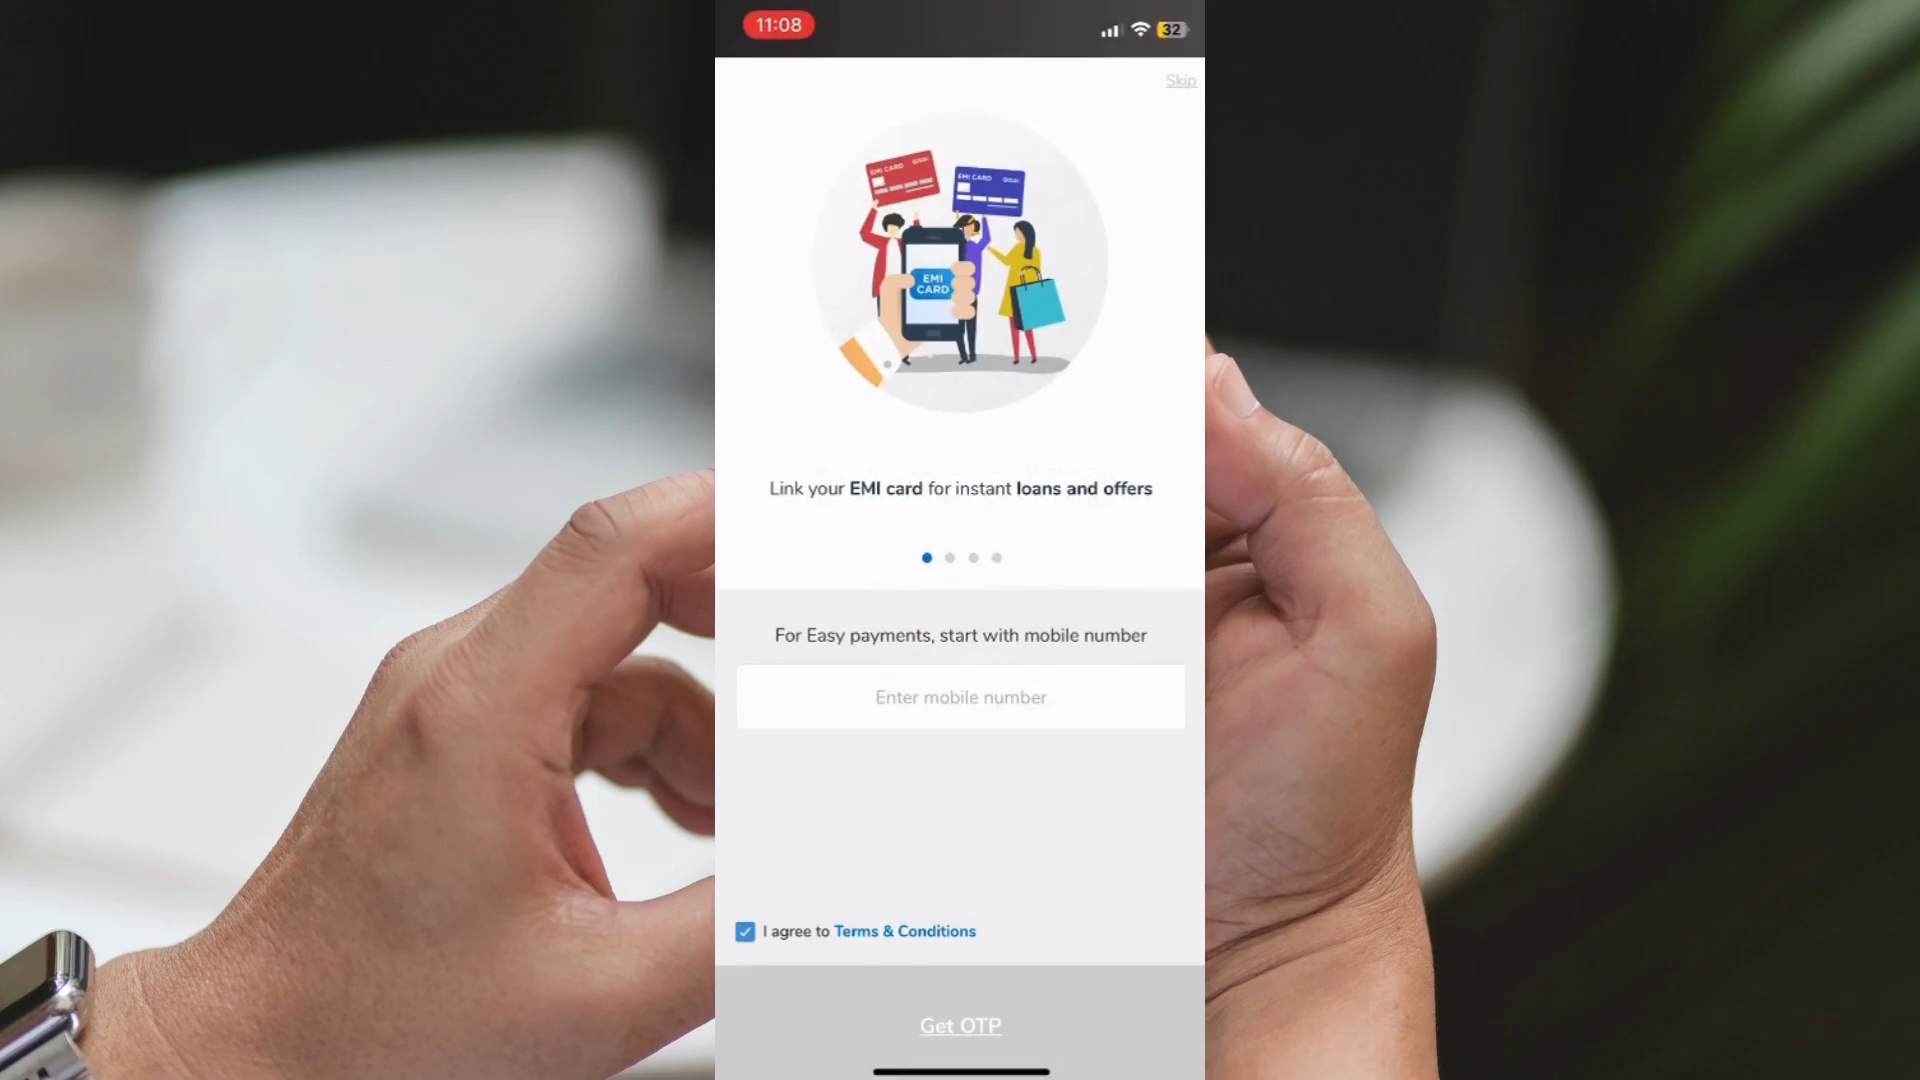 11:08
32
Skip
EMI CARD
EMI CARD
EMI
CARD
Link your EMI card for instant loans and offers
For Easy payments, start with mobile number
Enter mobile number
I agree to Terms & Conditions
Get OTP